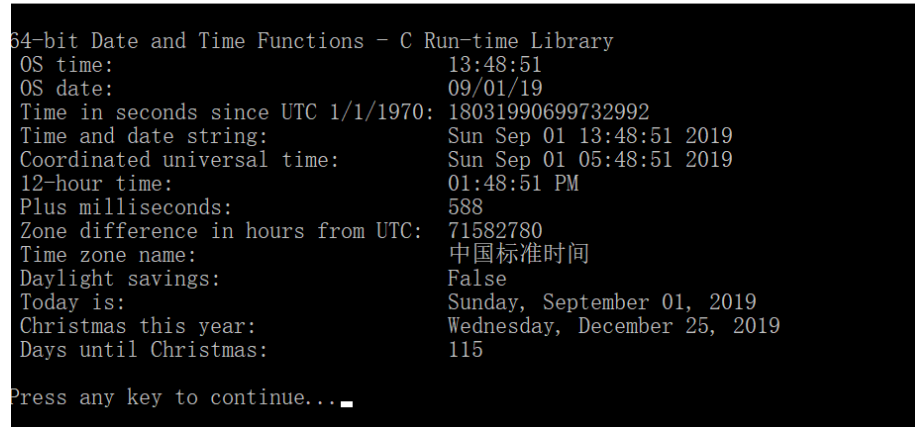 64-bit Date and Time Functions - C Run-time Library
OS time: 13:48:51
OS date: 09/01/19
Time in seconds since UTC 1/1/1970: 18031990699732992
Time and date string: Sun Sep 01 13:48:51 2019
Coordinated universal time: Sun Sep 01 05:48:51 2019
12-hour time: 01:48:51 PM
Plus milliseconds: 588
Zone difference in hours from UTC: 71582780
Time zone name: 中国标准时间
Daylight savings: False
Today is: Sunday, September 01, 2019
Christmas this year: Wednesday, December 25, 2019
Days until Christmas: 115
Press any key to continue...